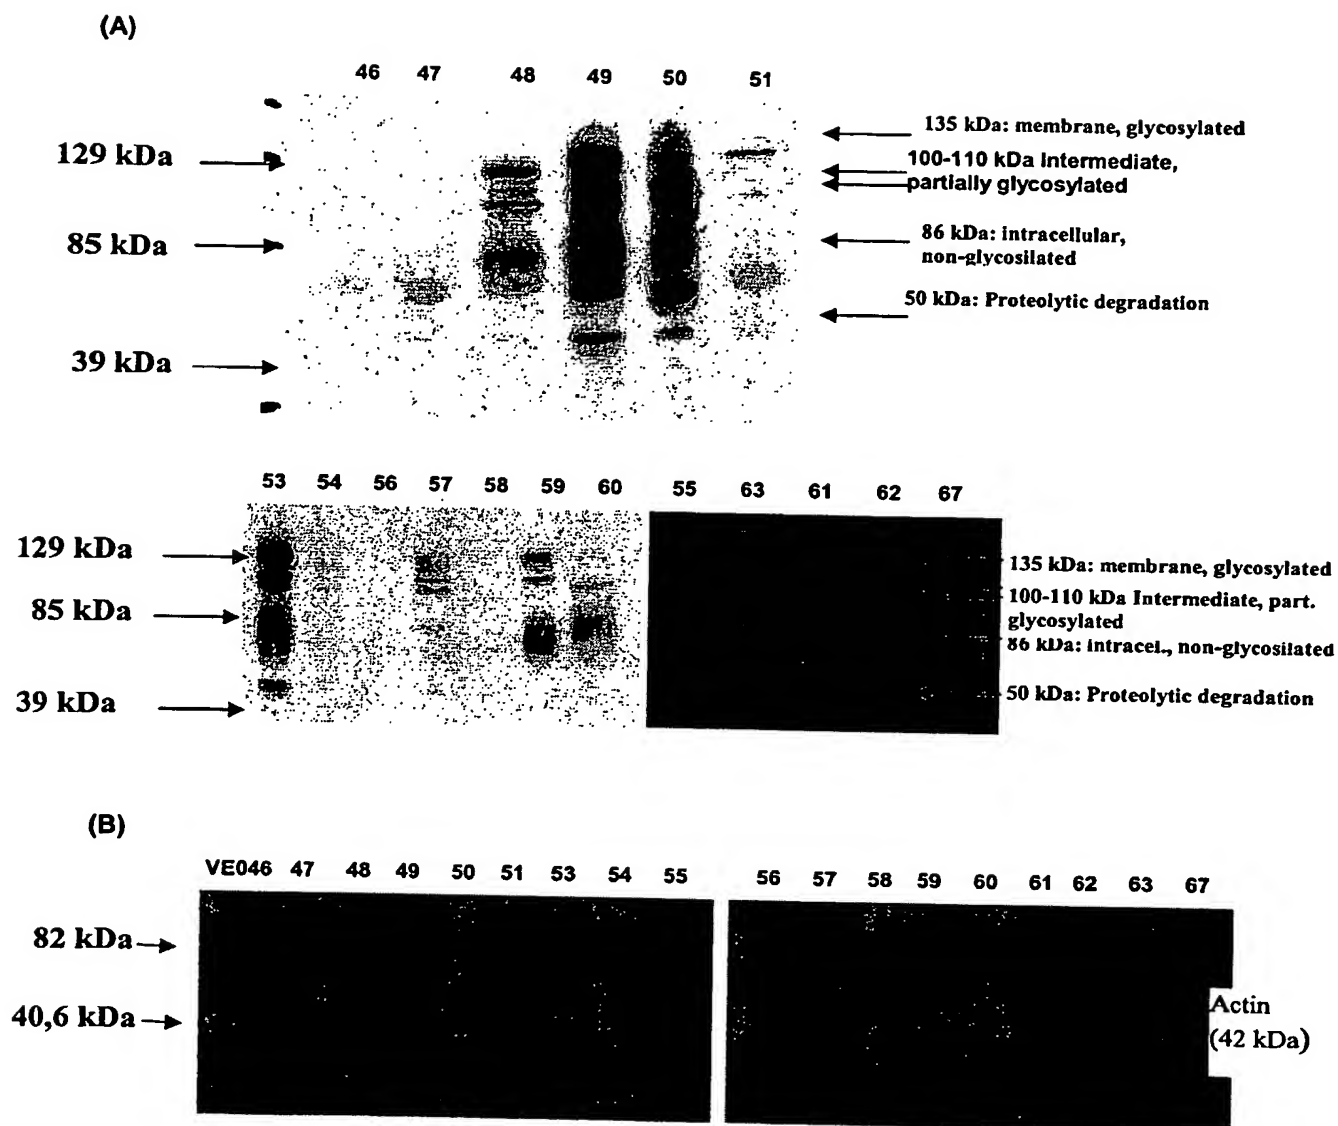 (A)
46 47 48 49 50 51
129 kDa
85 kDa
39 kDa
135 kDa: membrane, glycosylated
100-110 kDa Intermediate,
partially glycosylated
86 kDa: intracellular,
non-glycosilated
50 kDa: Proteolytic degradation
53 54 56 57 58 59 60 55 63 61 62 67
129 kDa
85 kDa
39 kDa
135 kDa: membrane, glycosylated
100-110 kDa Intermediate, part.
glycosylated
86 kDa: intracel., non-glycosilated
50 kDa: Proteolytic degradation
(B)
VE046 47 48 49 50 51 53 54 55 56 57 58 59 60 61 62 63 67
82 kDa
40,6 kDa
Actin
(42 kDa)